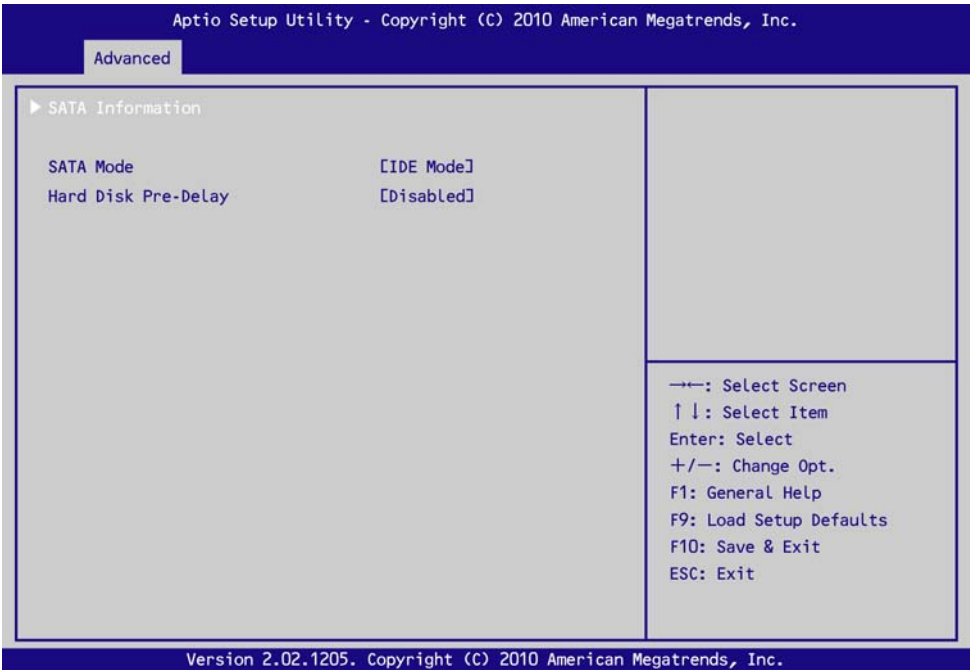 Aptio Setup Utility - Copyright (C) 2010 American Megatrends, Inc.
Advanced
▶ SATA Information
SATA Mode [IDE Mode]
Hard Disk Pre-Delay [Disabled]
→←: Select Screen
↑↓: Select Item
Enter: Select
+/−: Change Opt.
F1: General Help
F9: Load Setup Defaults
F10: Save & Exit
ESC: Exit
Version 2.02.1205. Copyright (C) 2010 American Megatrends, Inc.